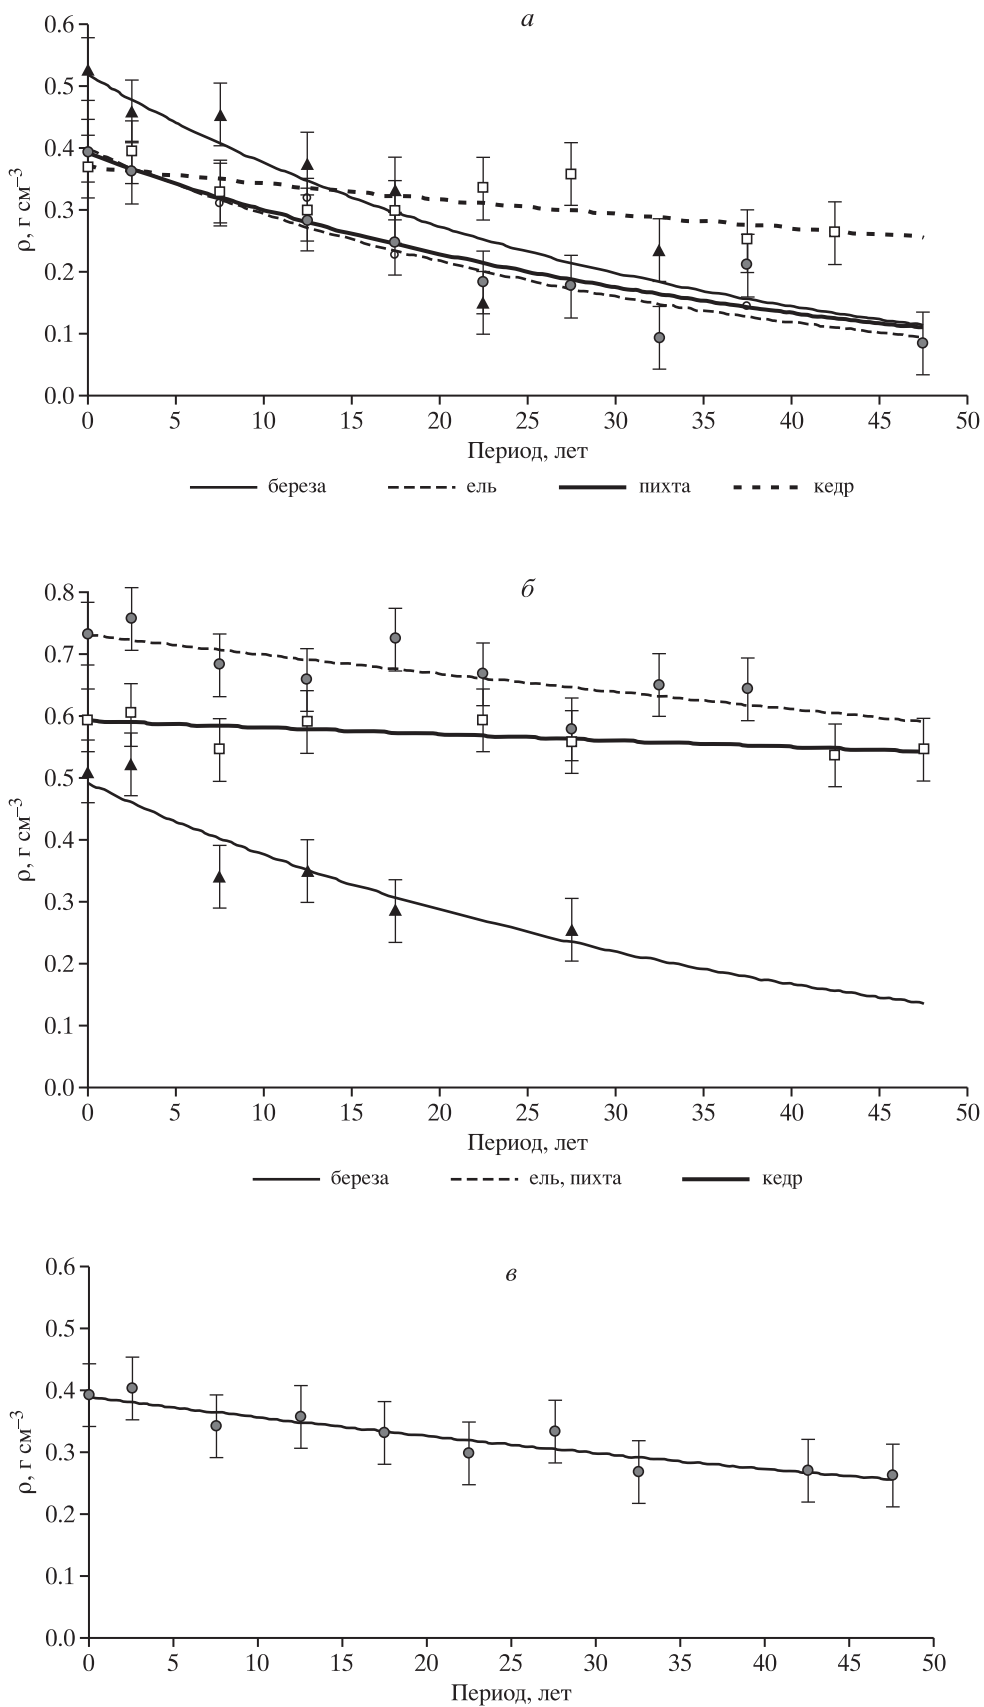 а
0.6
0.5
0.4
0.3
0.2
0.1
0.0
ρ, г см⁻³
0 5 10 15 20 25 30 35 40 45 50
Период, лет
береза ель пихта кедр
б
0.8
0.7
0.6
0.5
0.4
0.3
0.2
0.1
0.0
ρ, г см⁻³
0 5 10 15 20 25 30 35 40 45 50
Период, лет
береза ель, пихта кедр
в
0.6
0.5
0.4
0.3
0.2
0.1
0.0
ρ, г см⁻³
0 5 10 15 20 25 30 35 40 45 50
Период, лет